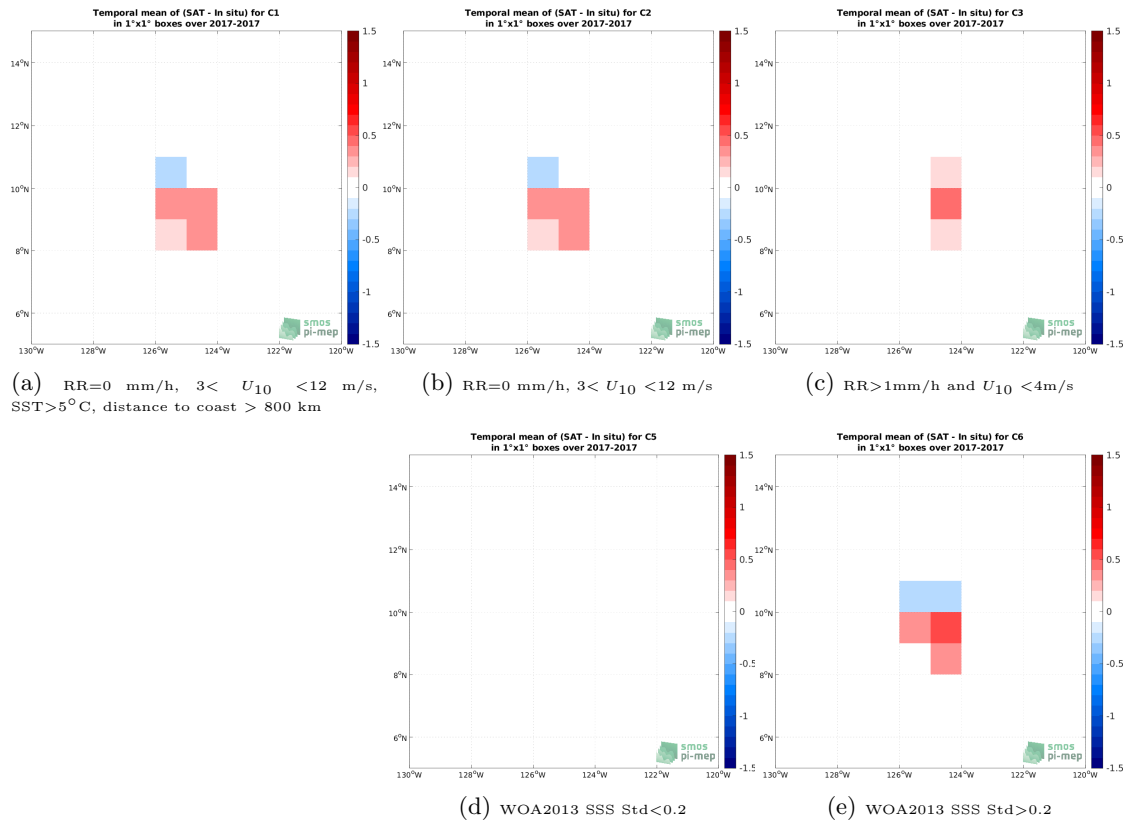 Temporal mean of (SAT - In situ) for C1
in 1°x1° boxes over 2017-2017
14°N
12°N
10°N
8°N
6°N
130°W
128°W
126°W
124°W
122°W
120°W
1.5
1
0.5
0
-0.5
-1
-1.5
smos
pi-mep
(a) RR=0 mm/h, 3< U10 <12 m/s,
SST>5°C, distance to coast > 800 km
Temporal mean of (SAT - In situ) for C2
in 1°x1° boxes over 2017-2017
14°N
12°N
10°N
8°N
6°N
130°W
128°W
126°W
124°W
122°W
120°W
1.5
1
0.5
0
-0.5
-1
-1.5
smos
pi-mep
(b) RR=0 mm/h, 3< U10 <12 m/s
Temporal mean of (SAT - In situ) for C3
in 1°x1° boxes over 2017-2017
14°N
12°N
10°N
8°N
6°N
130°W
128°W
126°W
124°W
122°W
120°W
1.5
1
0.5
0
-0.5
-1
-1.5
smos
pi-mep
(c) RR>1mm/h and U10 <4m/s
Temporal mean of (SAT - In situ) for C5
in 1°x1° boxes over 2017-2017
14°N
12°N
10°N
8°N
6°N
130°W
128°W
126°W
124°W
122°W
120°W
1.5
1
0.5
0
-0.5
-1
-1.5
smos
pi-mep
(d) WOA2013 SSS Std<0.2
Temporal mean of (SAT - In situ) for C6
in 1°x1° boxes over 2017-2017
14°N
12°N
10°N
8°N
6°N
130°W
128°W
126°W
124°W
122°W
120°W
1.5
1
0.5
0
-0.5
-1
-1.5
smos
pi-mep
(e) WOA2013 SSS Std>0.2